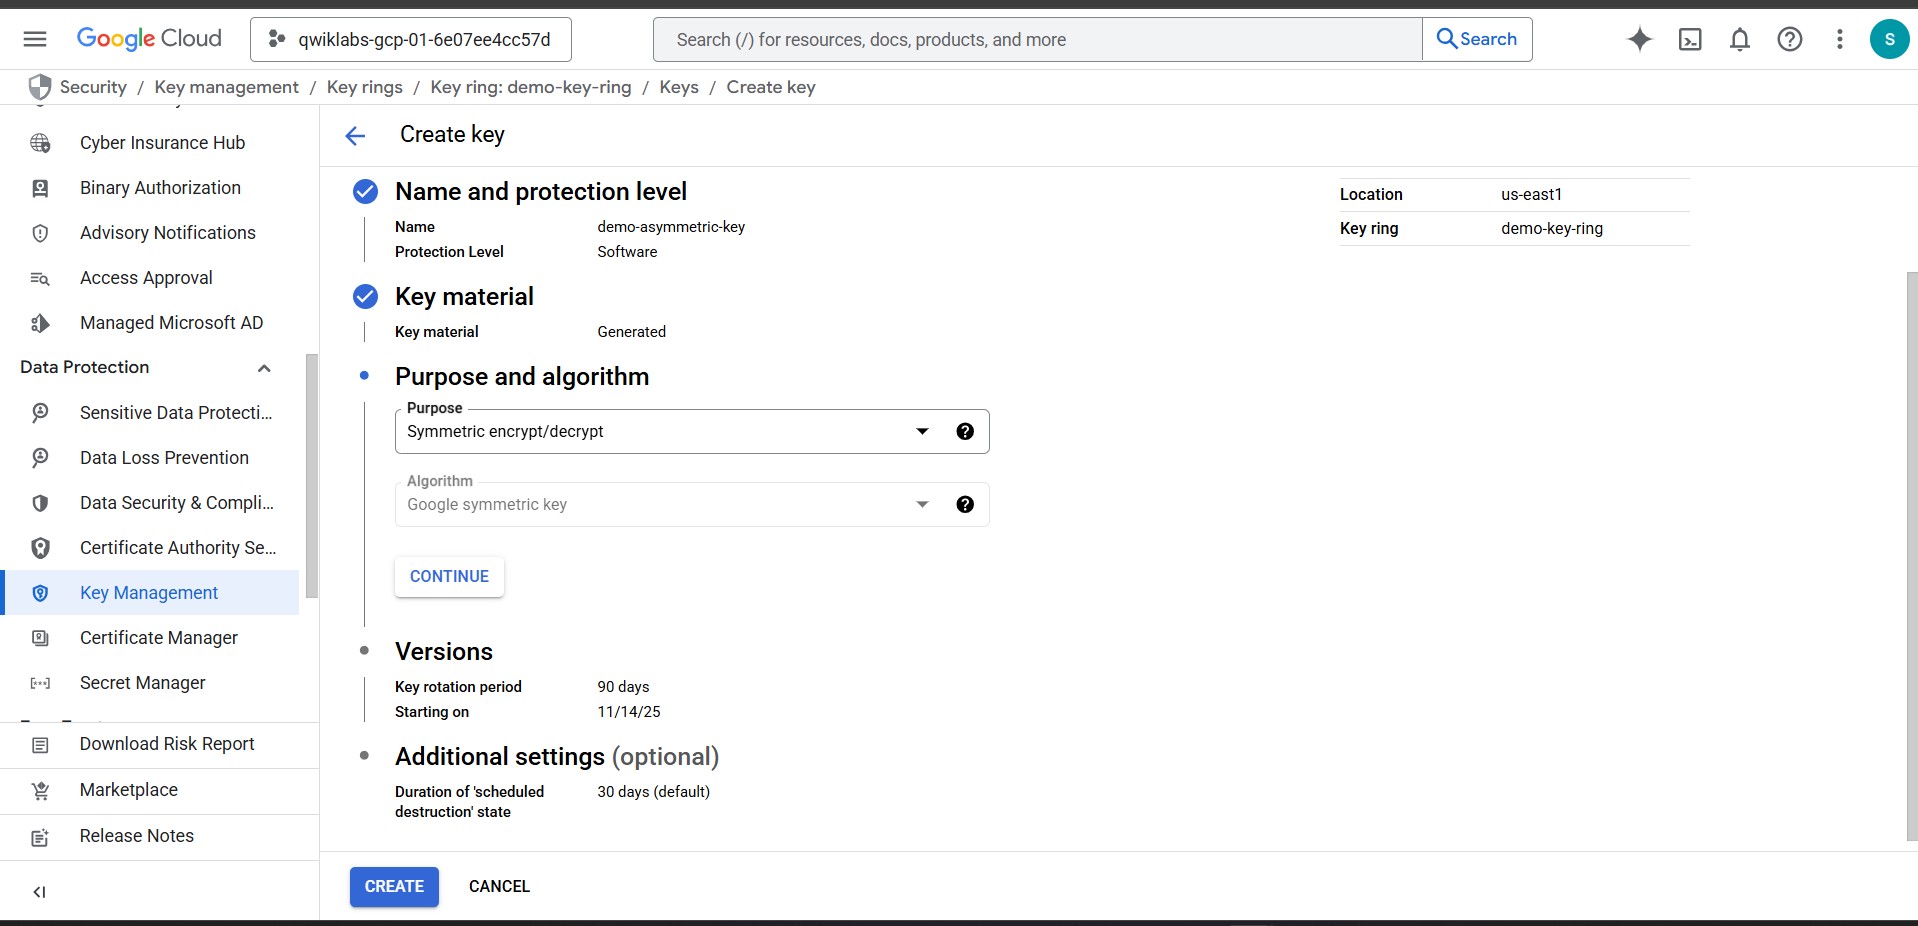 Google Cloud
qwiklabs-gcp-01-6e07ee4cc57d
Search (/) for resources, docs, products, and more
Search
S
Security / Key management / Key rings / Key ring: demo-key-ring / Keys / Create key
Cyber Insurance Hub
Binary Authorization
Advisory Notifications
Access Approval
Managed Microsoft AD
Data Protection
Sensitive Data Protecti...
Data Loss Prevention
Data Security & Compli...
Certificate Authority Se...
Key Management
Certificate Manager
Secret Manager
Download Risk Report
Marketplace
Release Notes
Create key
Name and protection level
Name demo-asymmetric-key
Protection Level Software
Key material
Key material Generated
Purpose and algorithm
Purpose
Symmetric encrypt/decrypt
Algorithm
Google symmetric key
CONTINUE
Versions
Key rotation period 90 days
Starting on 11/14/25
Additional settings (optional)
Duration of 'scheduled 30 days (default)
destruction' state
CREATE CANCEL
Location us-east1
Key ring demo-key-ring